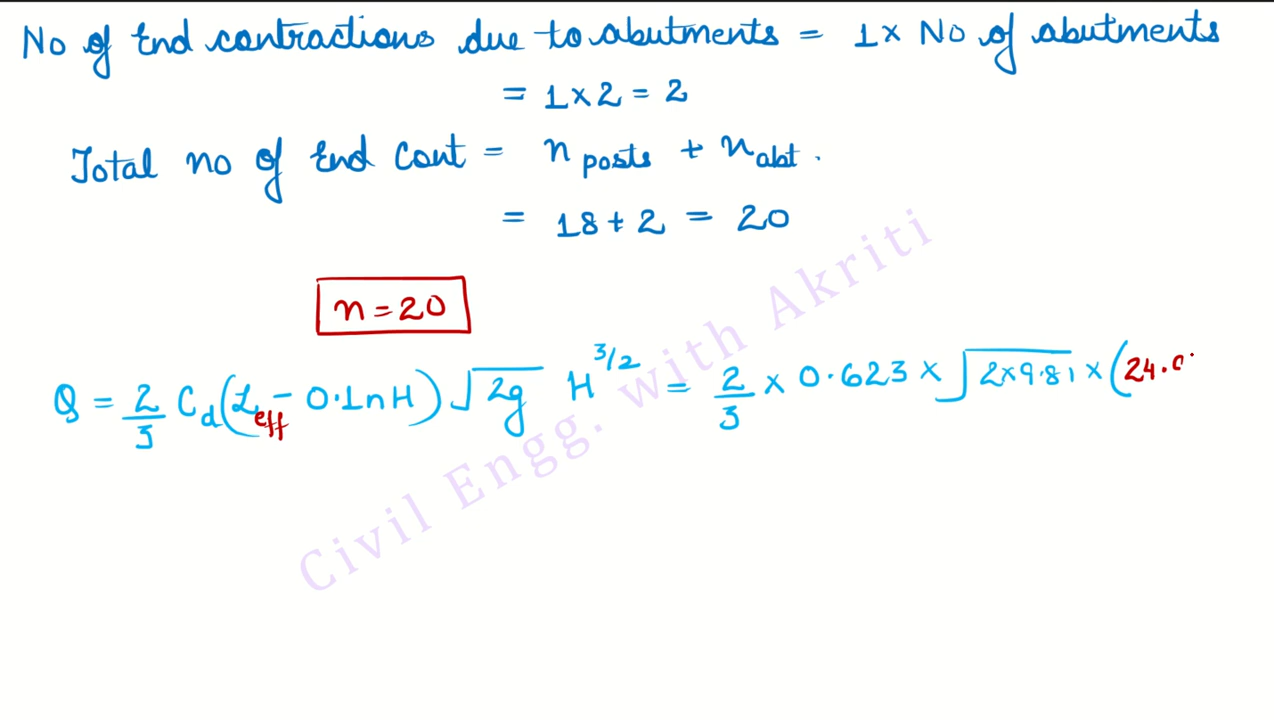 No of End contractions due to abutments = 1 × No of abutments
= 1×2 = 2
Total no of End Cont = n posts + n abt.
= 18 + 2 = 20
n = 20
Q = 2/3 Cd (Leff - 0.1nH) √2g H^3/2 = 2/3 × 0.623 × √2×9.81 × (24.0
Civil Engg. with Akriti